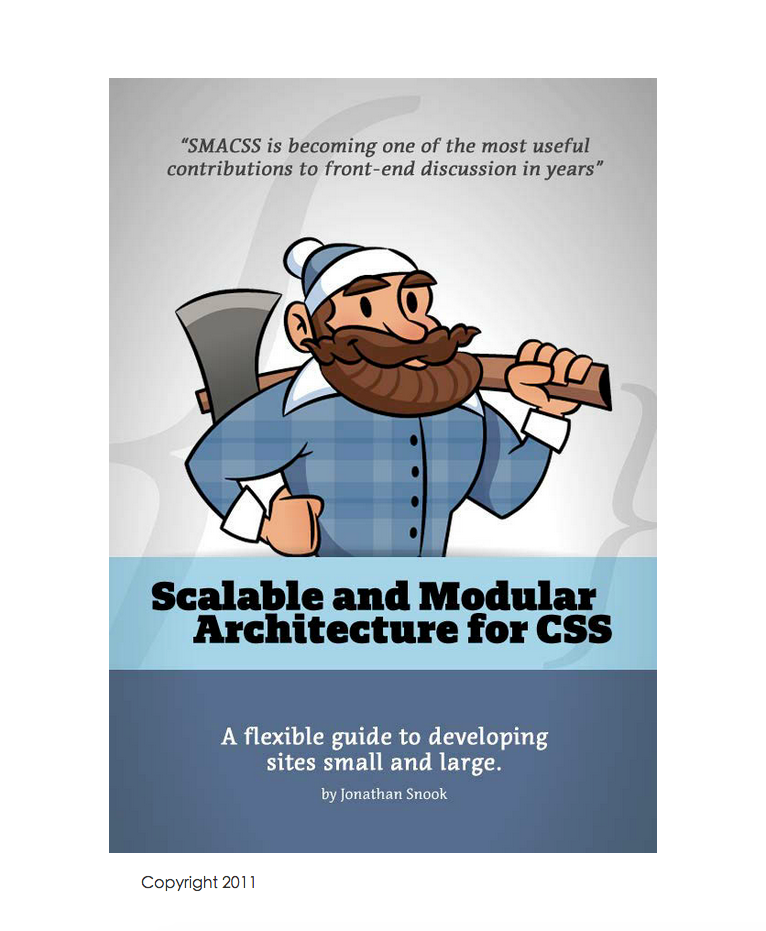 “SMACSS is becoming one of the most useful
contributions to front-end discussion in years”
Scalable and Modular
Architecture for CSS
A flexible guide to developing
sites small and large.
by Jonathan Snook
Copyright 2011